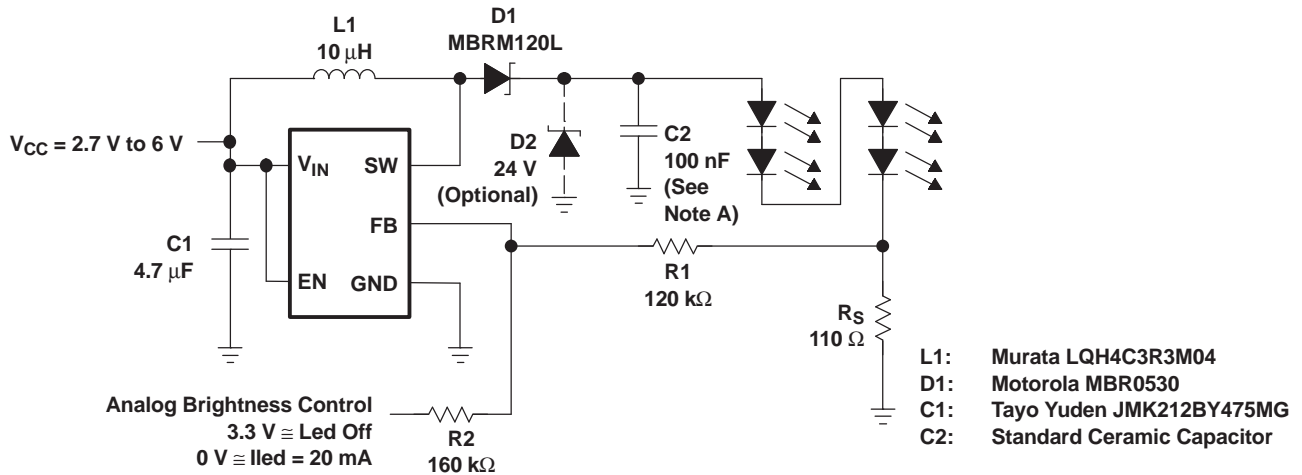 D1
MBRM120L
L1
10 μH
VCC = 2.7 V to 6 V
VIN
SW
FB
EN
GND
C1
4.7 μF
D2
24 V
(Optional)
C2
100 nF
(See
Note A)
R1
120 kΩ
RS
110 Ω
Analog Brightness Control
3.3 V ≅ Led Off
0 V ≅ Iled = 20 mA
R2
160 kΩ
L1: Murata LQH4C3R3M04
D1: Motorola MBR0530
C1: Tayo Yuden JMK212BY475MG
C2: Standard Ceramic Capacitor